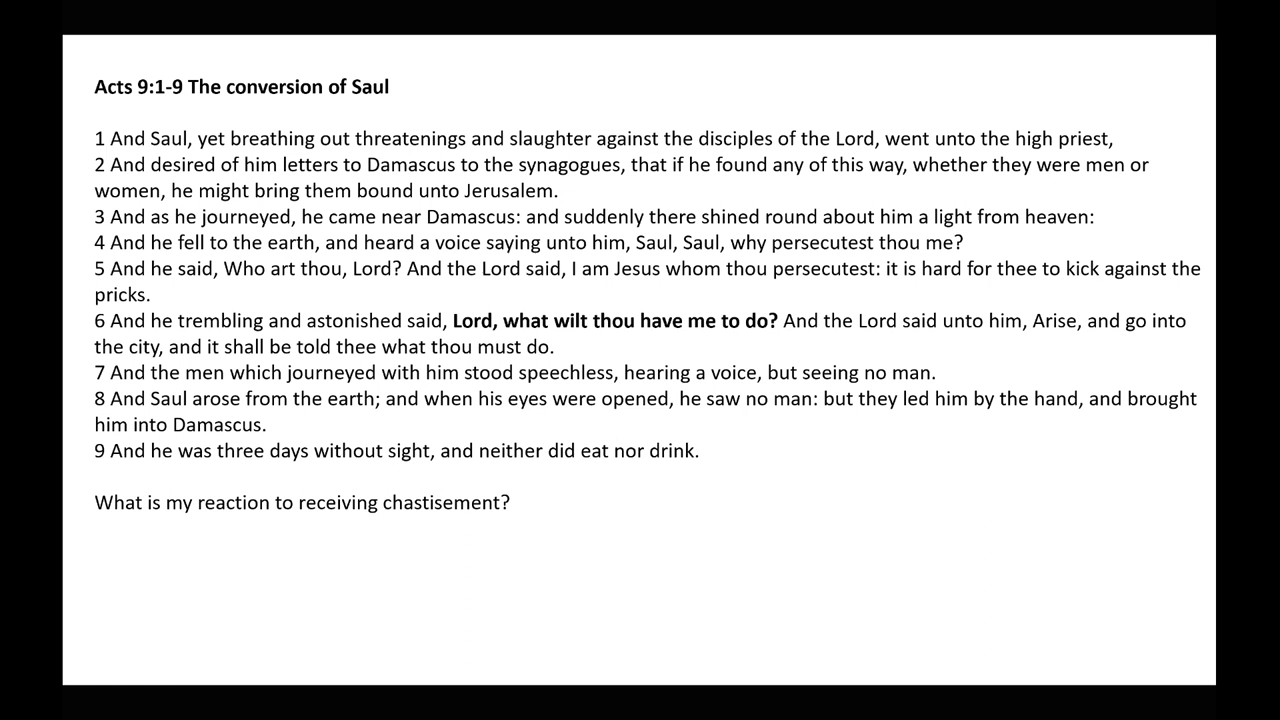 Acts 9:1-9 The conversion of Saul
1 And Saul, yet breathing out threatenings and slaughter against the disciples of the Lord, went unto the high priest,
2 And desired of him letters to Damascus to the synagogues, that if he found any of this way, whether they were men or
women, he might bring them bound unto Jerusalem.
3 And as he journeyed, he came near Damascus: and suddenly there shined round about him a light from heaven:
4 And he fell to the earth, and heard a voice saying unto him, Saul, Saul, why persecutest thou me?
5 And he said, Who art thou, Lord? And the Lord said, I am Jesus whom thou persecutest: it is hard for thee to kick against the
pricks.
6 And he trembling and astonished said, Lord, what wilt thou have me to do? And the Lord said unto him, Arise, and go into
the city, and it shall be told thee what thou must do.
7 And the men which journeyed with him stood speechless, hearing a voice, but seeing no man.
8 And Saul arose from the earth; and when his eyes were opened, he saw no man: but they led him by the hand, and brought
him into Damascus.
9 And he was three days without sight, and neither did eat nor drink.
What is my reaction to receiving chastisement?